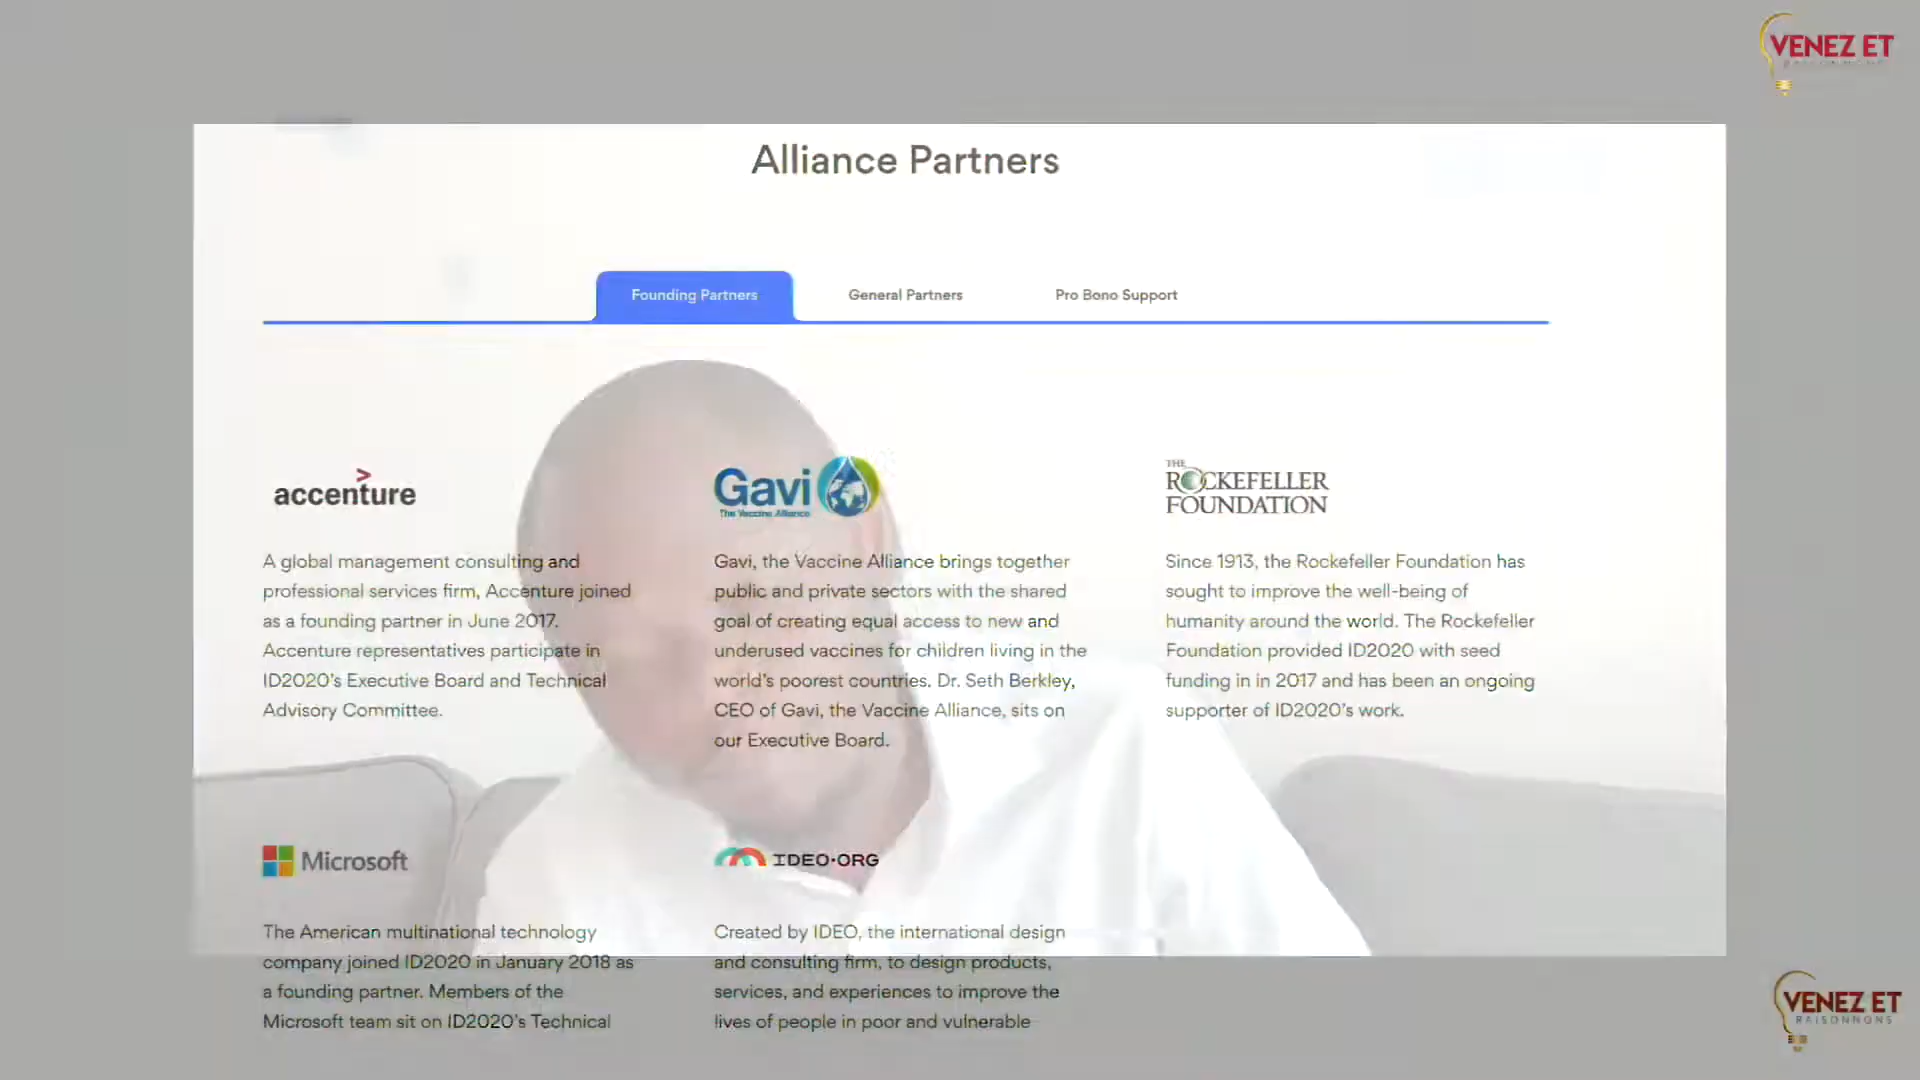 VENEZ ET
Alliance Partners
Founding Partners
General Partners
Pro Bono Support
accenture
Gavi
The Vaccine Alliance
THE
ROCKEFELLER
FOUNDATION
A global management consulting and
professional services firm, Accenture joined
as a founding partner in June 2017.
Accenture representatives participate in
ID2020's Executive Board and Technical
Advisory Committee.
Gavi, the Vaccine Alliance brings together
public and private sectors with the shared
goal of creating equal access to new and
underused vaccines for children living in the
world's poorest countries. Dr. Seth Berkley,
CEO of Gavi, the Vaccine Alliance, sits on
our Executive Board.
Since 1913, the Rockefeller Foundation has
sought to improve the well-being of
humanity around the world. The Rockefeller
Foundation provided ID2020 with seed
funding in in 2017 and has been an ongoing
supporter of ID2020's work.
Microsoft
IDEO.ORG
The American multinational technology
company joined ID2020 in January 2018 as
a founding partner. Members of the
Microsoft team sit on ID2020's Technical
Created by IDEO, the international design
and consulting firm, to design products,
services, and experiences to improve the
lives of people in poor and vulnerable
VENEZ ET
RAISONNONS